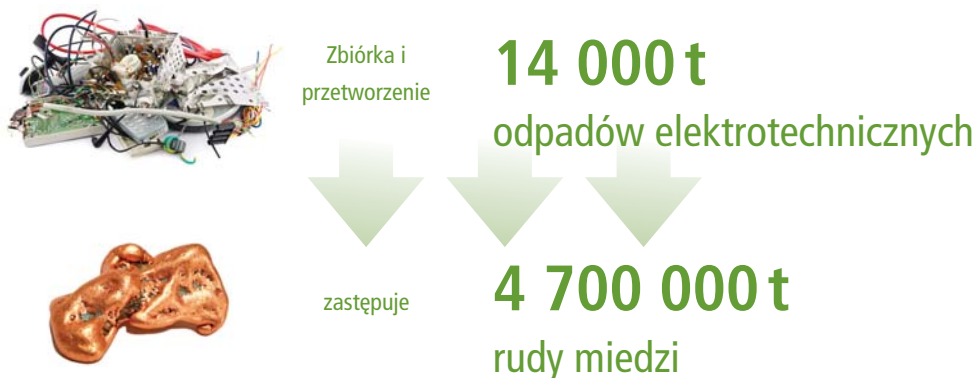 Zbiórka i
przetworzenie
14 000 t
odpadów elektrotechnicznych
zastępuje
4 700 000 t
rudy miedzi